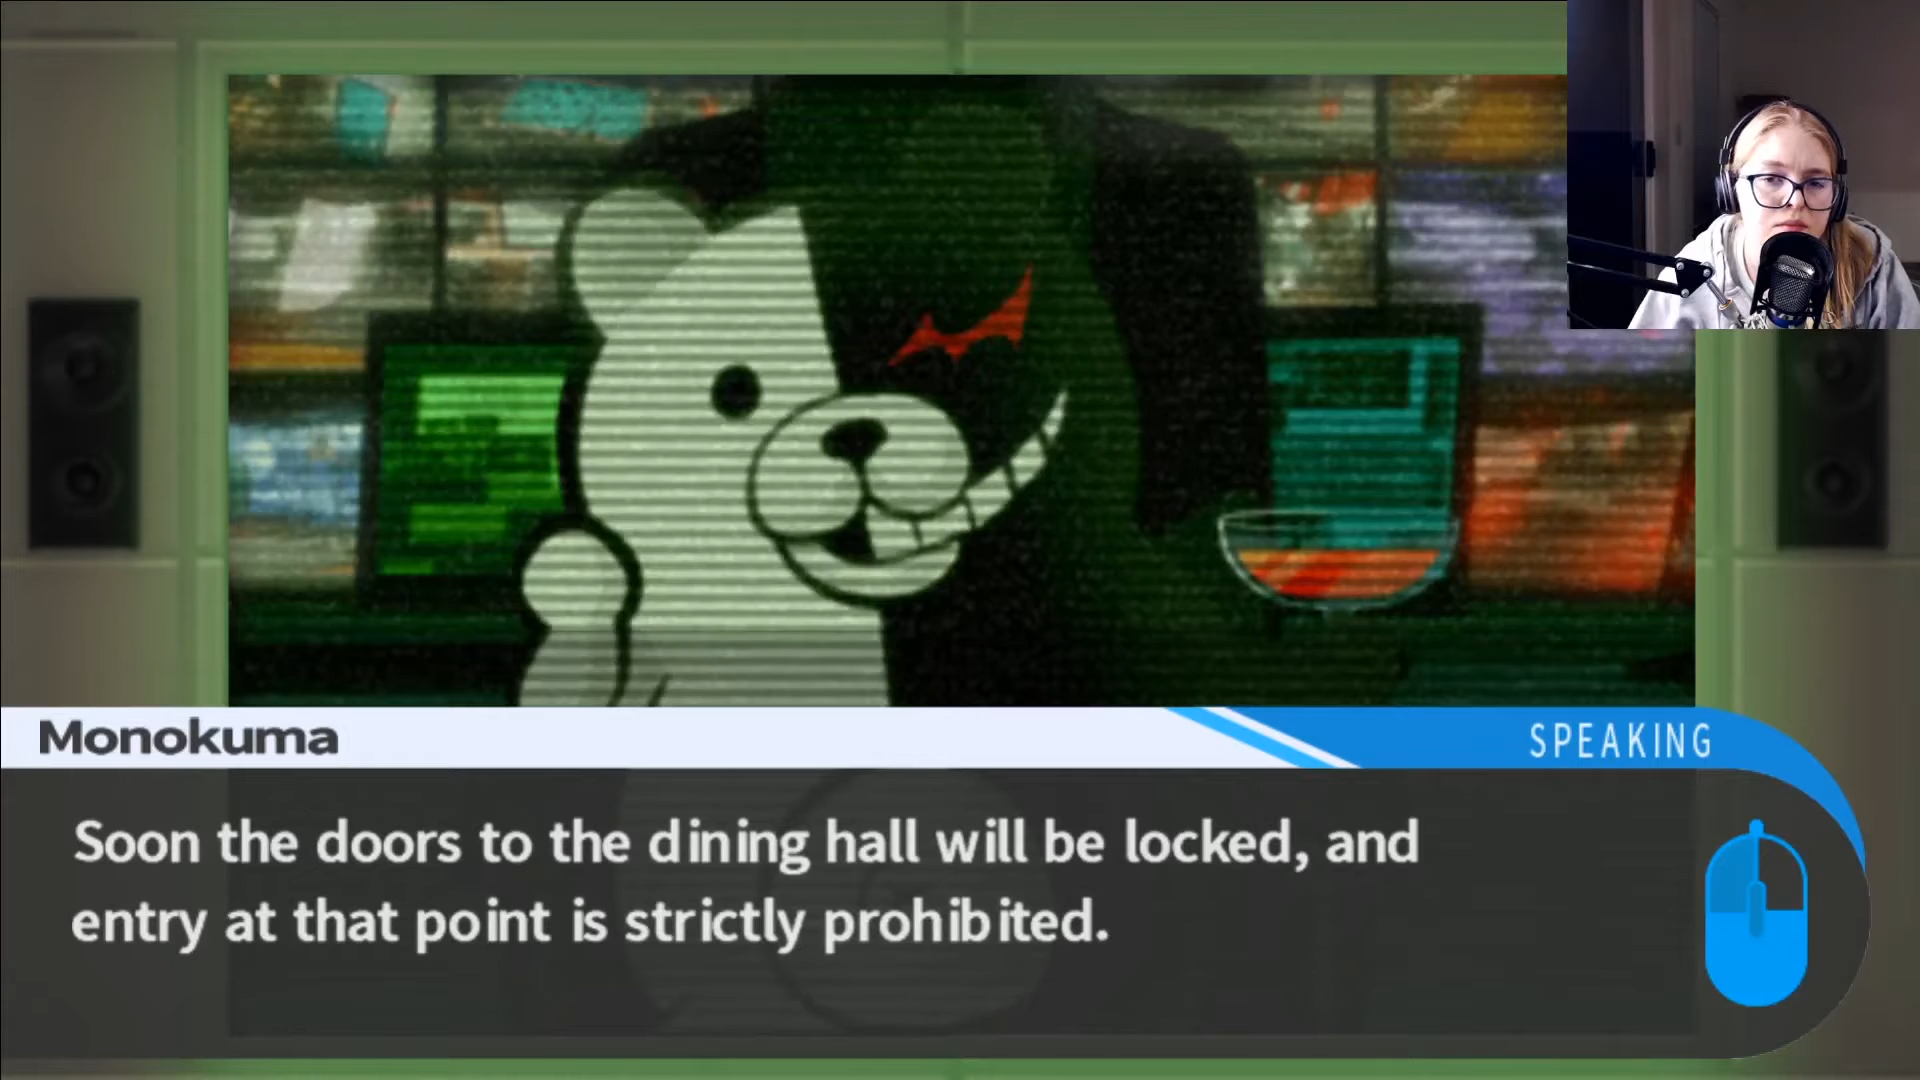 Monokuma
SPEAKING
Soon the doors to the dining hall will be locked, and
entry at that point is strictly prohibited.